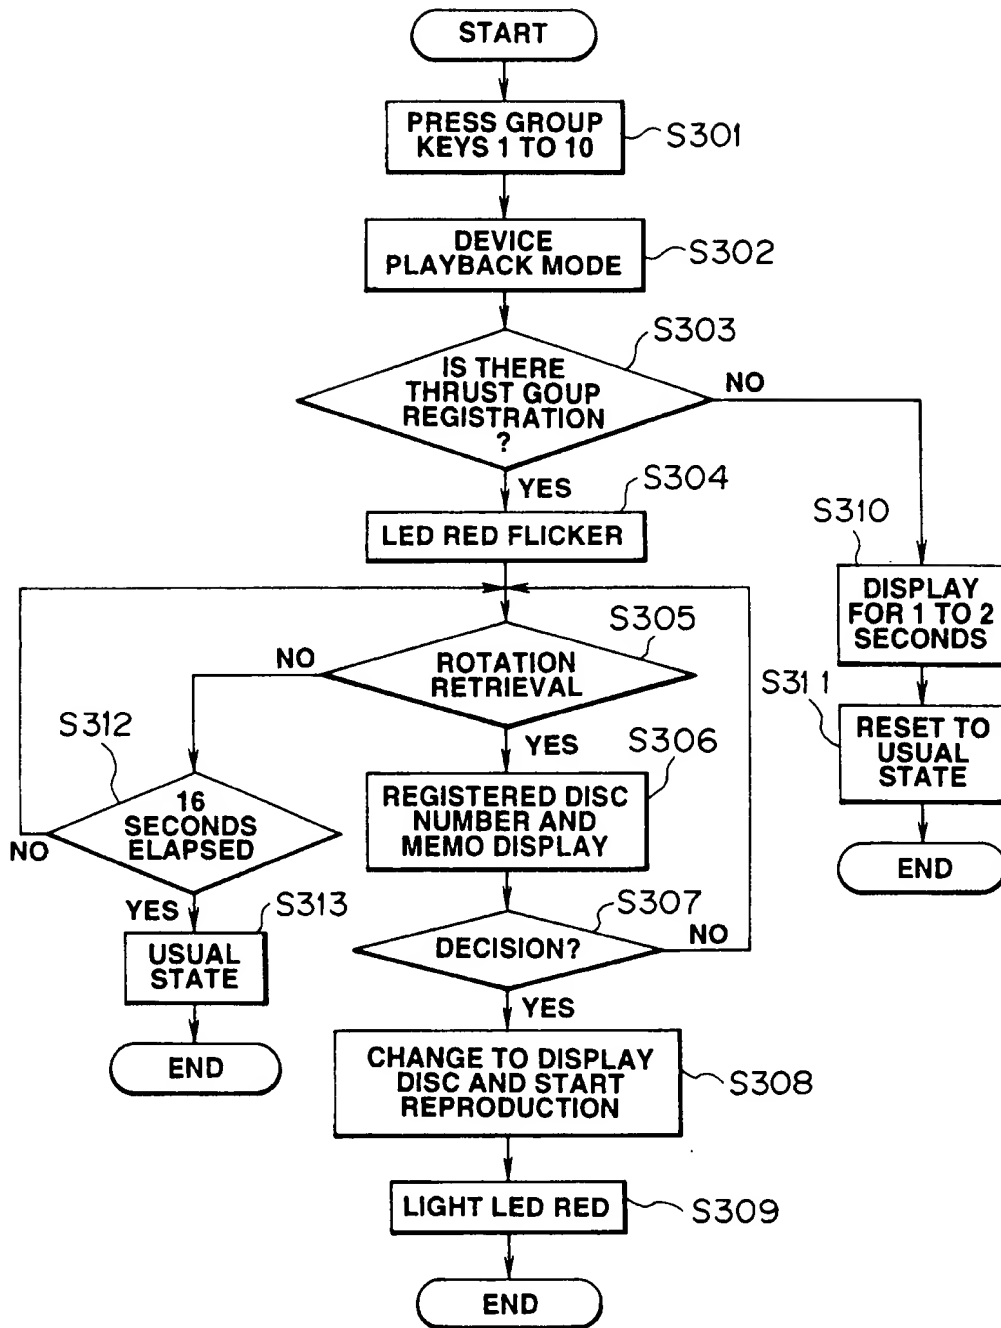 START
PRESS GROUP
KEYS 1 TO 10
S301
DEVICE
PLAYBACK MODE
S302
S303
IS THERE
THRUST GOUP
REGISTRATION
?
NO
YES
S304
LED RED FLICKER
S310
DISPLAY
FOR 1 TO 2
SECONDS
S305
ROTATION
RETRIEVAL
NO
YES
S311
RESET TO
USUAL
STATE
END
S312
16
SECONDS
ELAPSED
NO
YES
S306
REGISTERED DISC
NUMBER AND
MEMO DISPLAY
S313
USUAL
STATE
END
S307
DECISION?
NO
YES
CHANGE TO DISPLAY
DISC AND START
REPRODUCTION
S308
LIGHT LED RED
S309
END